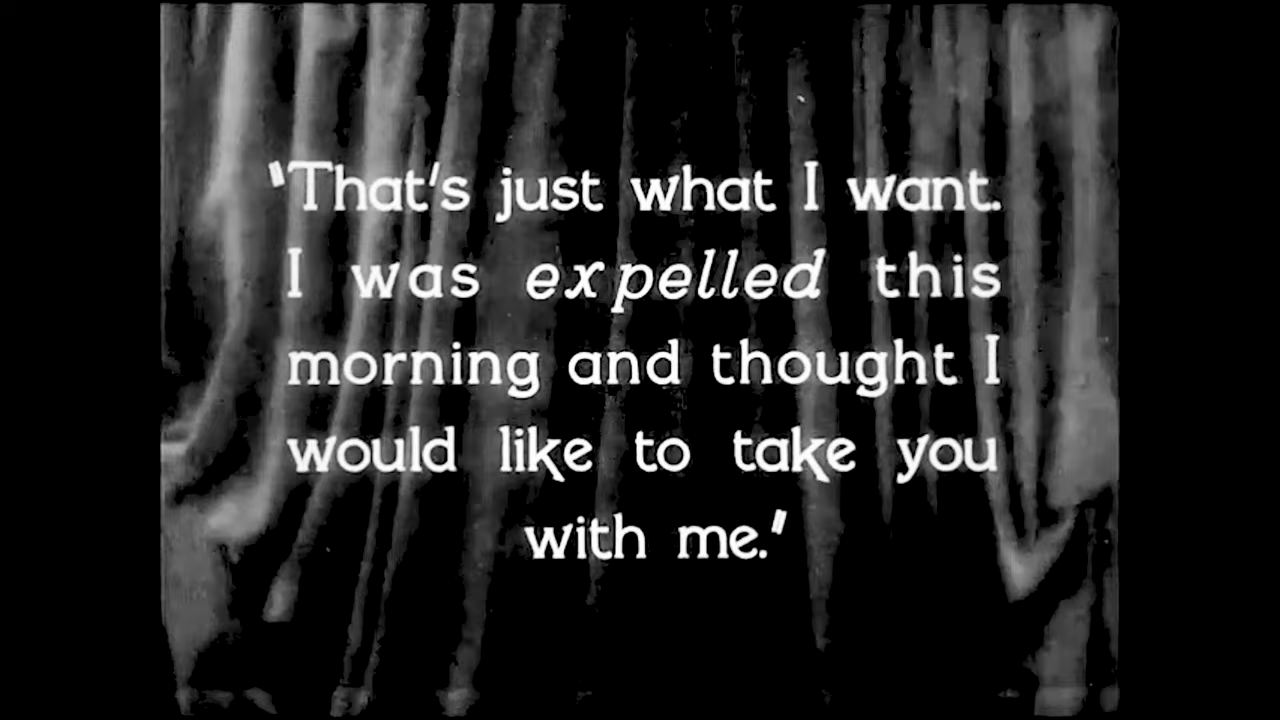 "That's just what I want.
I was expelled this
morning and thought I
would like to take you
with me."